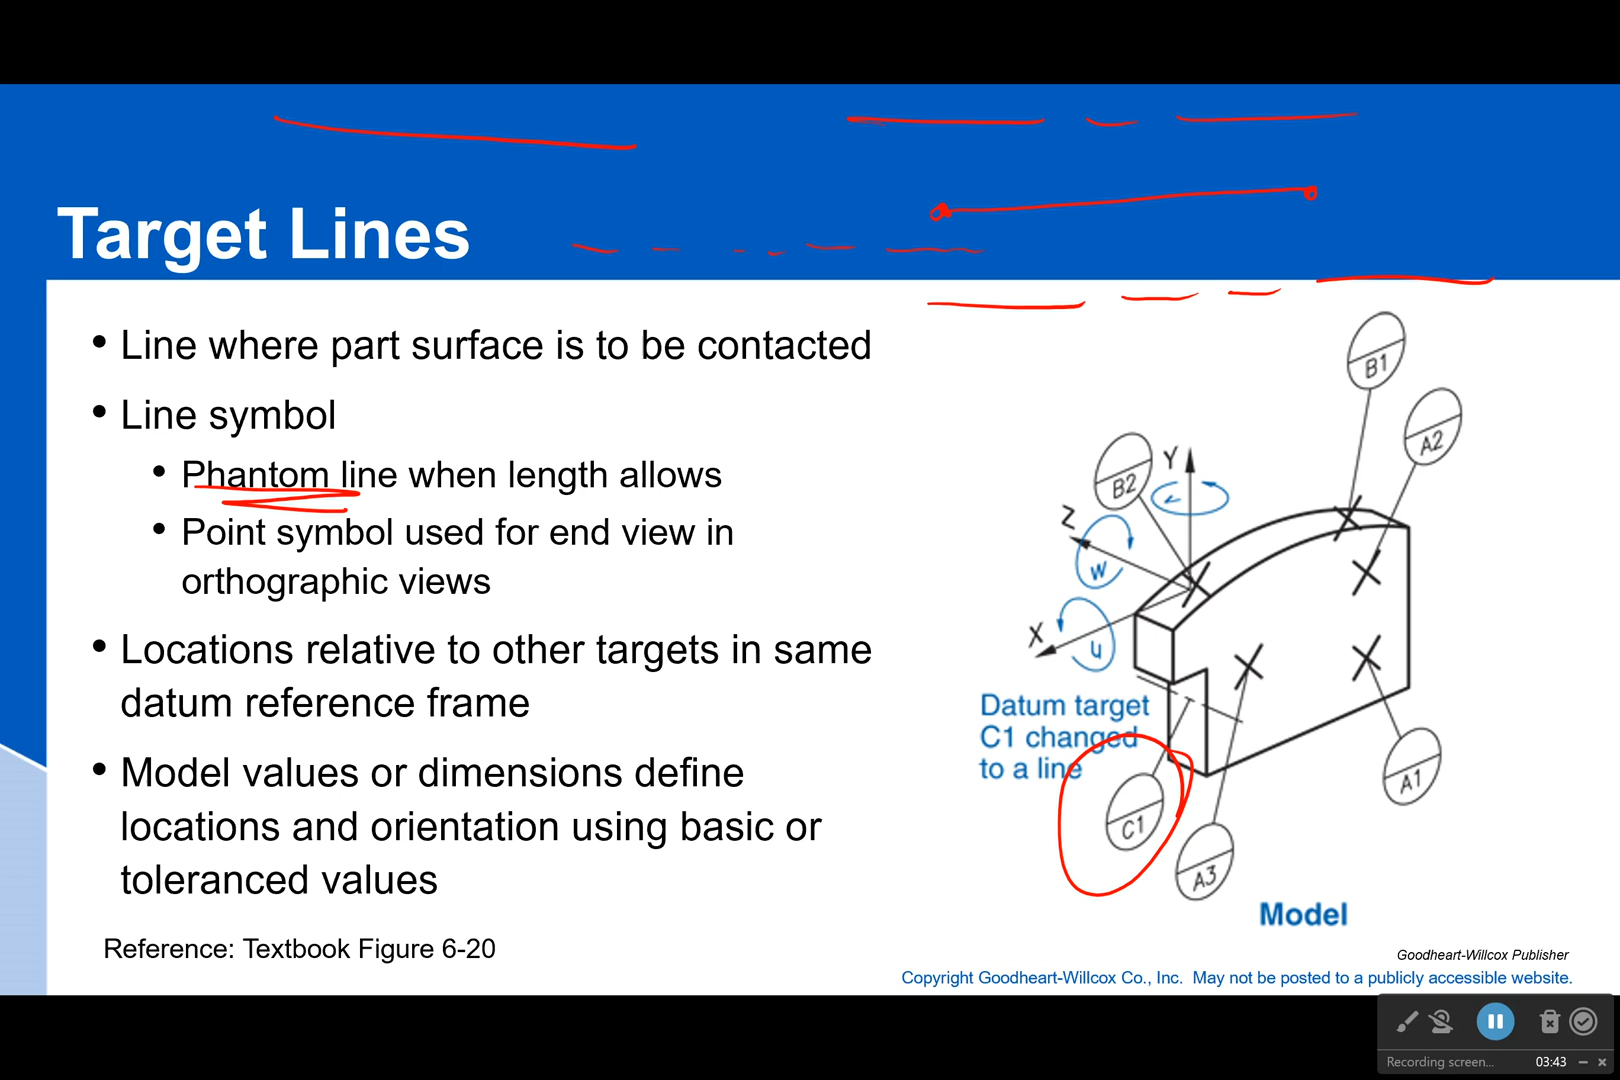 Target Lines
• Line where part surface is to be contacted
• Line symbol
• Phantom line when length allows
• Point symbol used for end view in
orthographic views
• Locations relative to other targets in same
datum reference frame
• Model values or dimensions define
locations and orientation using basic or
toleranced values
Reference: Textbook Figure 6-20
B1
A2
B2
Y
Z
W
X
u
Datum target
C1 changed
to a line
C1
A1
A3
Model
Goodheart-Willcox Publisher
Copyright Goodheart-Willcox Co., Inc. May not be posted to a publicly accessible website.
Recording screen... 03:43